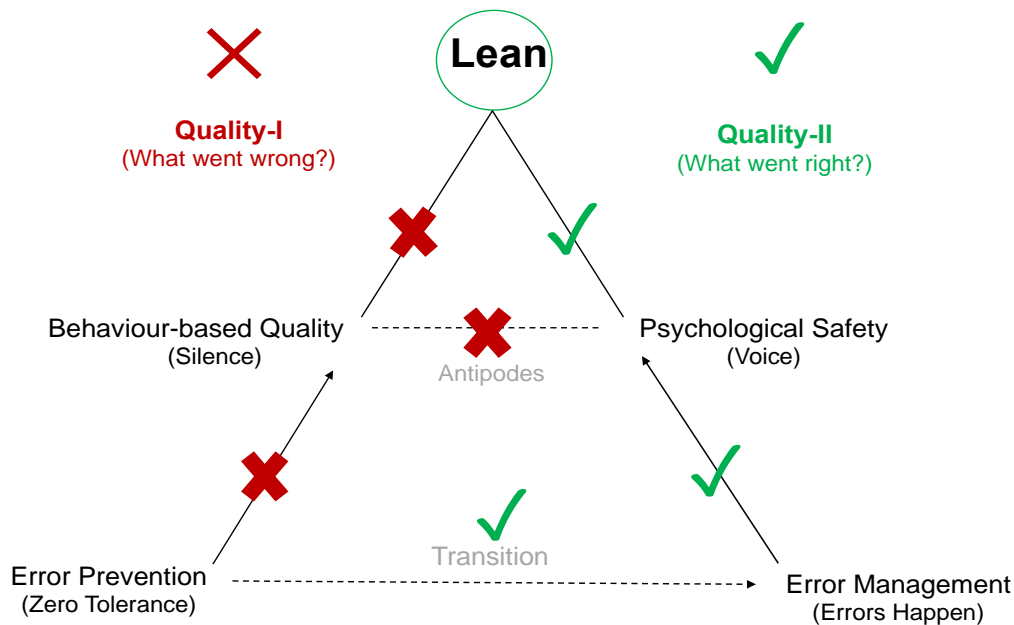 Lean
Quality-I
(What went wrong?)
Quality-II
(What went right?)
Behaviour-based Quality
(Silence)
Antipodes
Psychological Safety
(Voice)
Transition
Error Prevention
(Zero Tolerance)
Error Management
(Errors Happen)